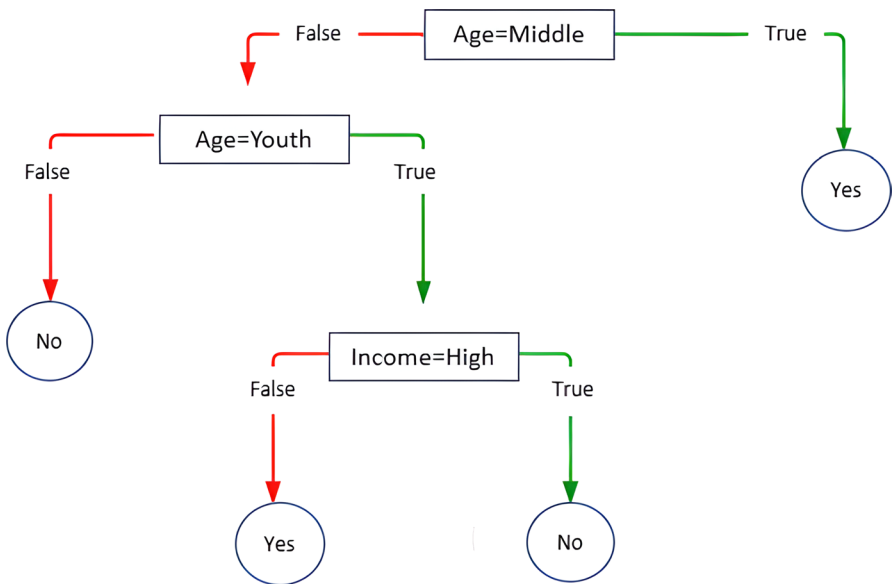 False
Age=Middle
True
Age=Youth
False
True
Yes
No
Income=High
False
True
Yes
No